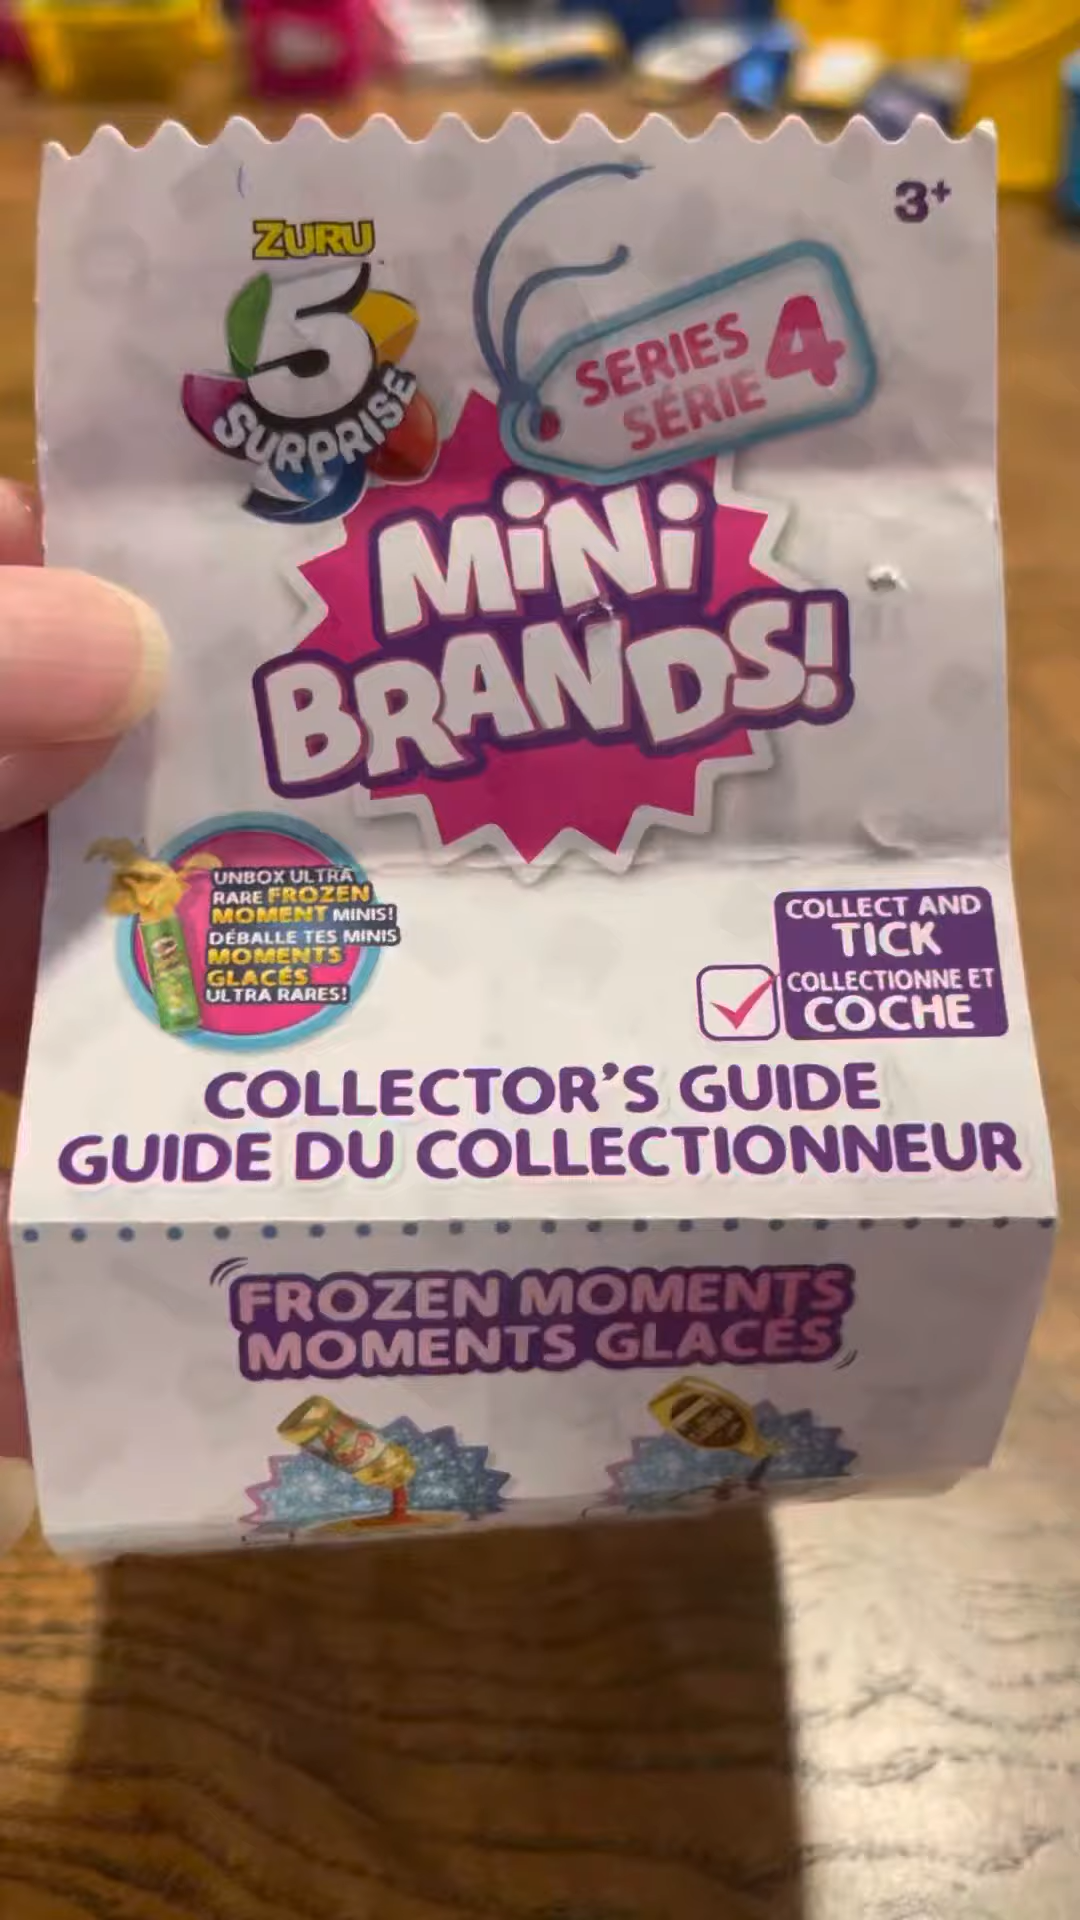 3+
ZURU
5
SURPRISE
SERIES 4
SÉRIE
MiNi
BRANDS!
UNBOX ULTRA
RARE FROZEN
MOMENT MINIS!
DÉBALLE TES MINIS
MOMENTS
GLACÉS
ULTRA RARES!
COLLECT AND
TICK
COLLECTIONNE ET
COCHE
COLLECTOR'S GUIDE
GUIDE DU COLLECTIONNEUR
FROZEN MOMENTS
MOMENTS GLACÉS